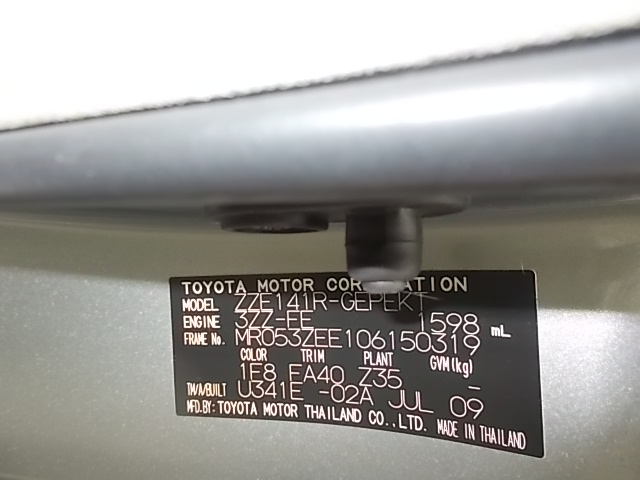 TOYOTA MOTOR CORPORATION
MODEL ZZE141R-GEPEKT
ENGINE 3ZZ-FE 1598 mL
FRAME No. MR053ZEE106150319
COLOR TRIM PLANT GVM(kg)
1F8 FA40 Z35 -
TM/A/BUILT U341E -02A JUL 09
MFD.BY: TOYOTA MOTOR THAILAND CO.,LTD. MADE IN THAILAND